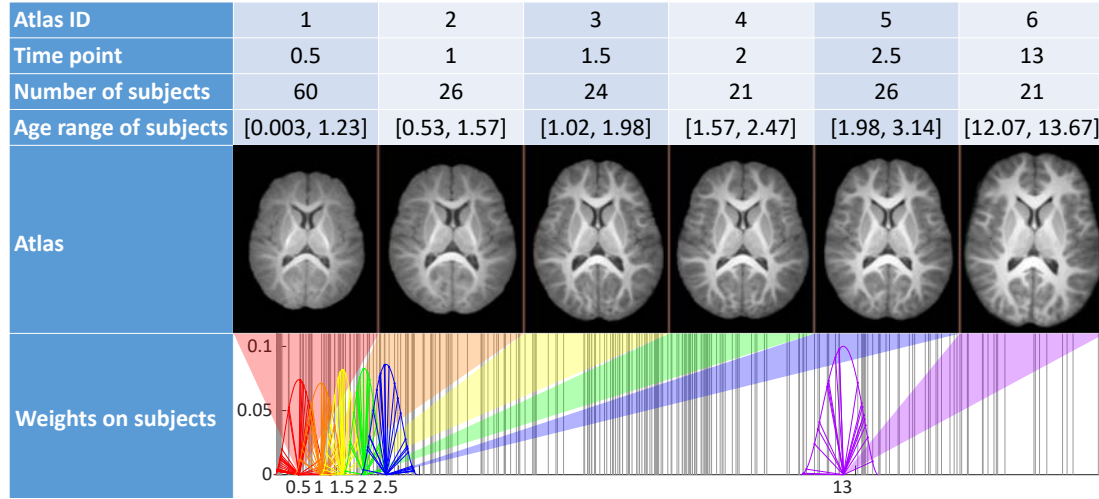 Atlas ID 1 2 3 4 5 6
Time point 0.5 1 1.5 2 2.5 13
Number of subjects 60 26 24 21 26 21
Age range of subjects [0.003, 1.23] [0.53, 1.57] [1.02, 1.98] [1.57, 2.47] [1.98, 3.14] [12.07, 13.67]
Atlas
Weights on subjects
0.1
0.05
0
0.5 1 1.5 2 2.5 13